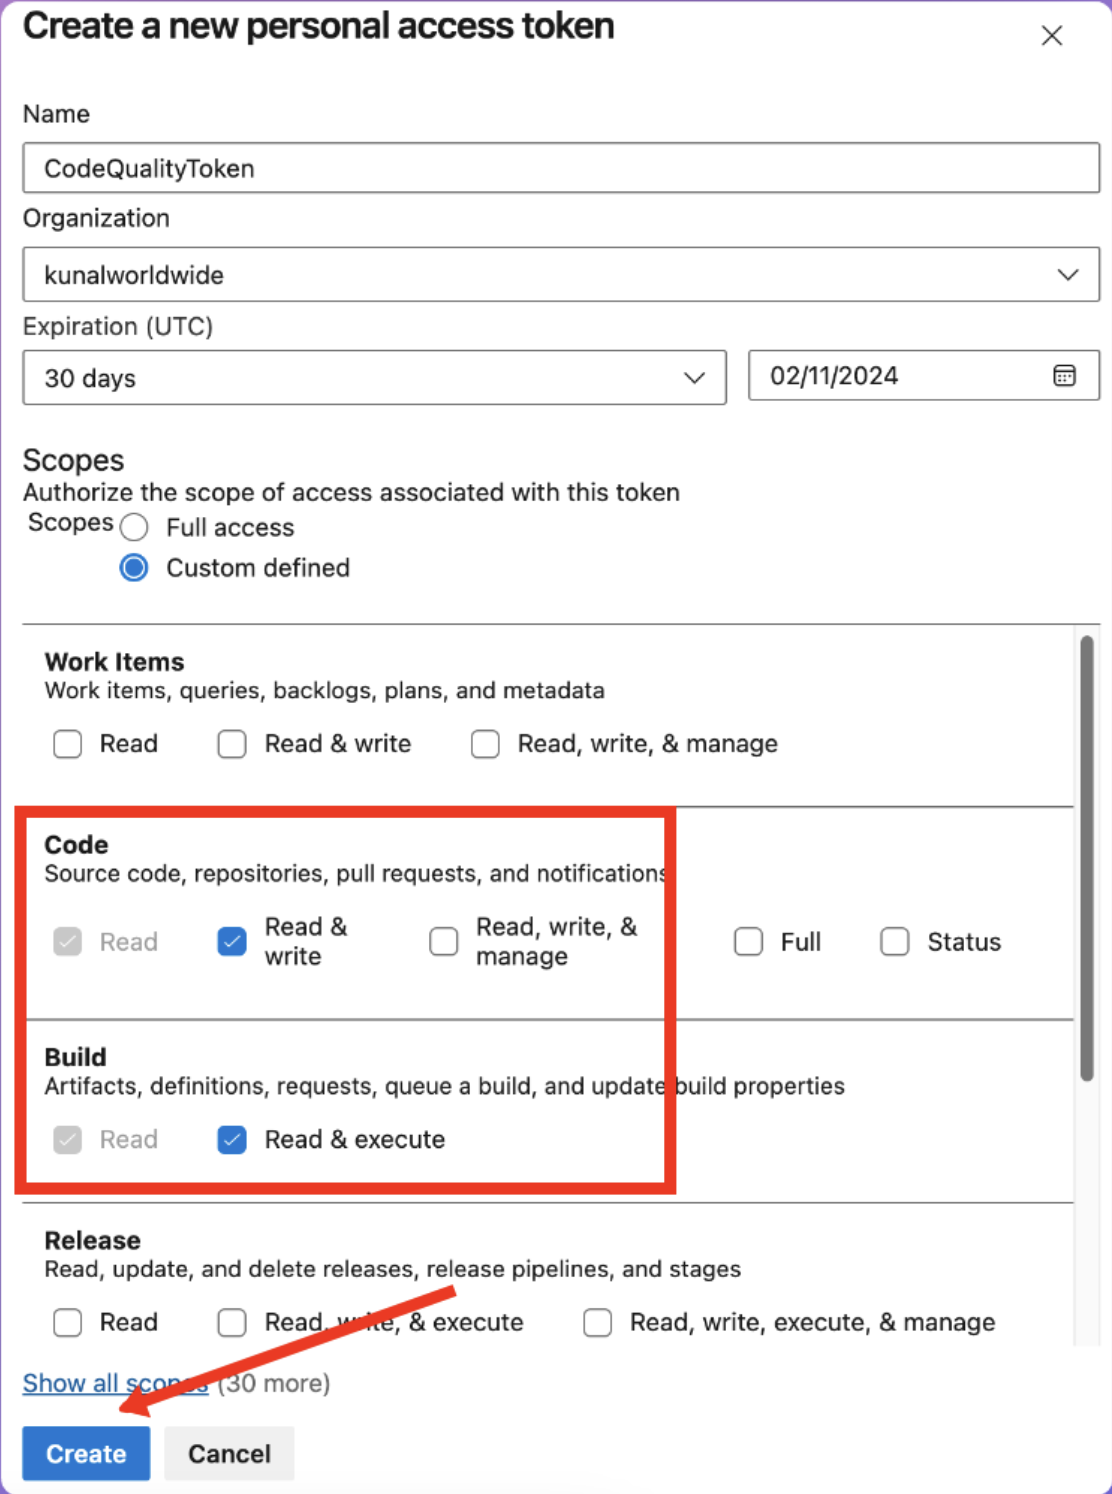 Create a new personal access token
Name
CodeQualityToken
Organization
kunalworldwide
Expiration (UTC)
30 days
02/11/2024
Scopes
Authorize the scope of access associated with this token
Scopes
Full access
Custom defined
Work Items
Work items, queries, backlogs, plans, and metadata
Read
Read & write
Read, write, & manage
Code
Source code, repositories, pull requests, and notifications
Read
Read &
write
Read, write, &
manage
Full
Status
Build
Artifacts, definitions, requests, queue a build, and update build properties
Read
Read & execute
Release
Read, update, and delete releases, release pipelines, and stages
Read
Read, write, & execute
Read, write, execute, & manage
Show all scopes (30 more)
Create
Cancel